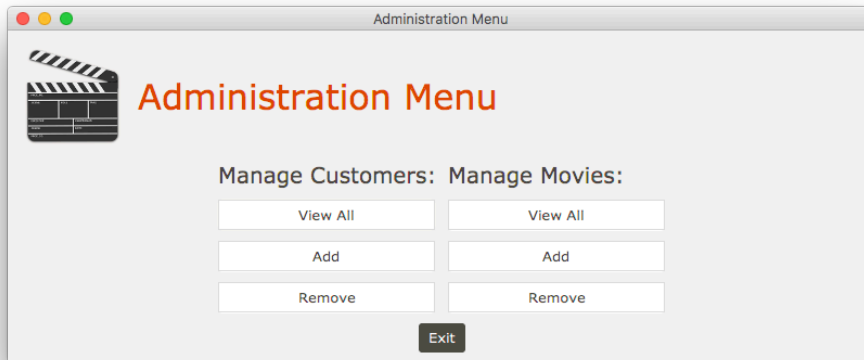 Administration Menu
Administration Menu
Manage Customers: Manage Movies:
View All View All
Add Add
Remove Remove
Exit